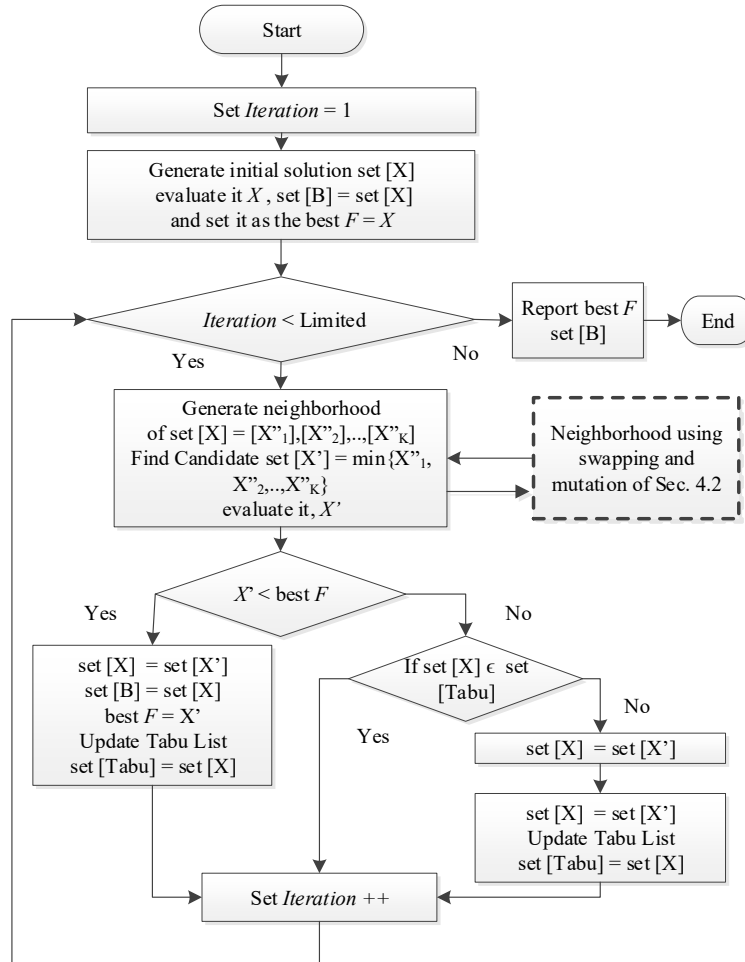 Start
Set Iteration = 1
Generate initial solution set [X]
evaluate it X , set [B] = set [X]
and set it as the best F = X
Iteration < Limited
Report best F
set [B]
End
Yes
No
Generate neighborhood
of set [X] = [X”1],[X”2],..,[X”K]
Find Candidate set [X’] = min{X”1,
X”2,..,X”K}
evaluate it, X’
Neighborhood using
swapping and
mutation of Sec. 4.2
X’ < best F
Yes
No
set [X] = set [X’]
set [B] = set [X]
best F = X’
Update Tabu List
set [Tabu] = set [X]
If set [X] ϵ set
[Tabu]
Yes
No
set [X] = set [X’]
set [X] = set [X’]
Update Tabu List
set [Tabu] = set [X]
Set Iteration ++